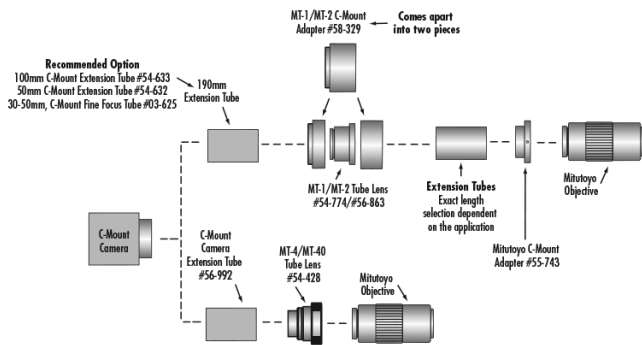 MT-1/MT-2 C-Mount
Adapter #58-329
Comes apart
into two pieces
Recommended Option
100mm C-Mount Extension Tube #54-633
50mm C-Mount Extension Tube #54-632
30-50mm, C-Mount Fine Focus Tube #03-625
190mm
Extension Tube
MT-1/MT-2 Tube Lens
#54-774/#56-863
Extension Tubes
Exact length
selection dependent
on the application
Mitutoyo
Objective
Mitutoyo C-Mount
Adapter #55-743
C-Mount
Camera
C-Mount
Camera
Extension Tube
#56-992
MT-4/MT-40
Tube Lens
#54-428
Mitutoyo
Objective